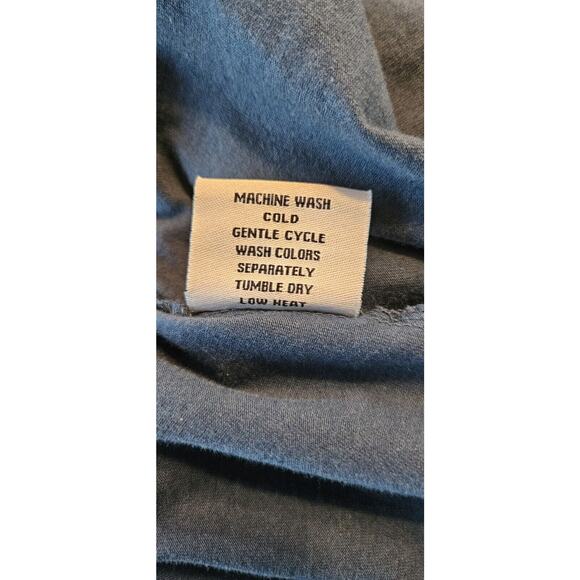 MACHINE WASH
COLD
GENTLE CYCLE
WASH COLORS
SEPARATELY
TUMBLE DRY
LOW HEAT